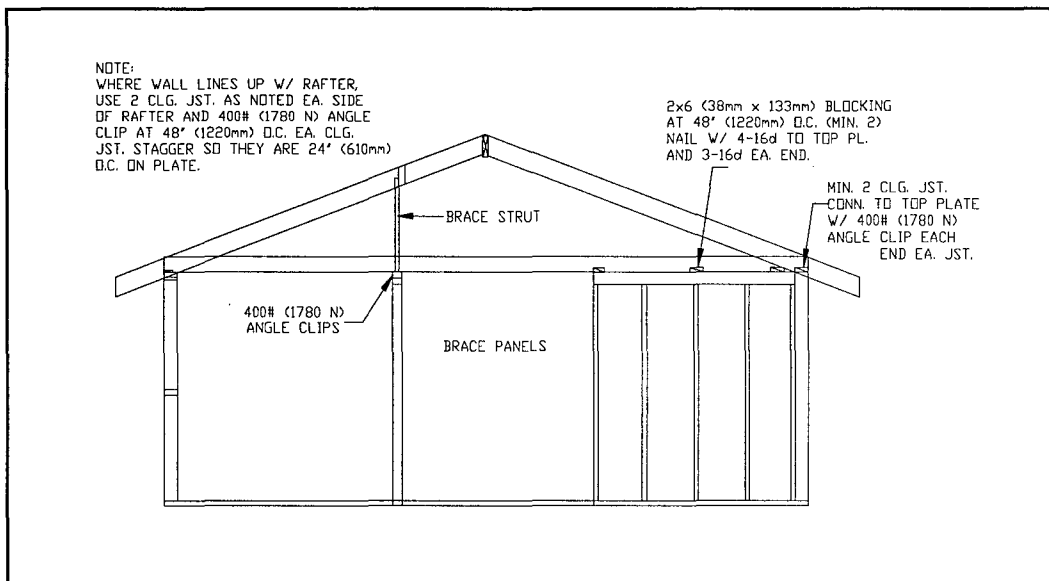 NOTE:
WHERE WALL LINES UP W/ RAFTER,
USE 2 CLG. JST. AS NOTED EA. SIDE
OF RAFTER AND 400# (1780 N) ANGLE
CLIP AT 48" (1220mm) O.C. EA. CLG.
JST. STAGGER SO THEY ARE 24" (610mm)
O.C. ON PLATE.
2x6 (38mm x 133mm) BLOCKING
AT 48" (1220mm) O.C. (MIN. 2)
NAIL W/ 4-16d TO TOP PL.
AND 3-16d EA. END.
MIN. 2 CLG. JST.
CONN. TO TOP PLATE
W/ 400# (1780 N)
ANGLE CLIP EACH
END EA. JST.
BRACE STRUT
400# (1780 N)
ANGLE CLIPS
BRACE PANELS